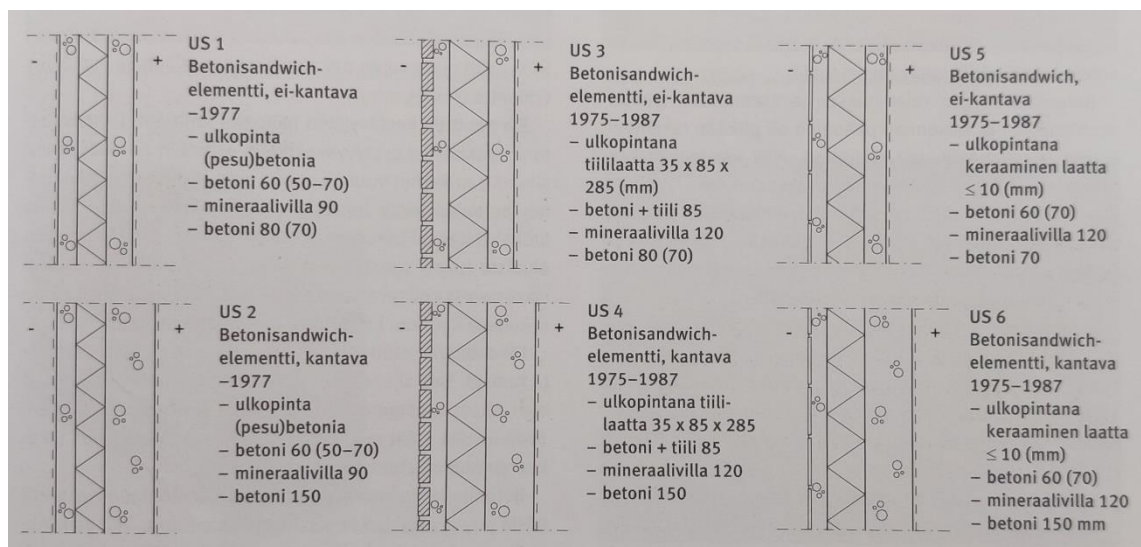 - + US 1
Betonisandwich-
elementti, ei-kantava
–1977
– ulkopinta
(pesu)betonia
– betoni 60 (50–70)
– mineraalivilla 90
– betoni 80 (70)
- + US 3
Betonisandwich-
elementti, ei-kantava
1975–1987
– ulkopintana
tiililaatta 35 x 85 x
285 (mm)
– betoni + tiili 85
– mineraalivilla 120
– betoni 80 (70)
- + US 5
Betonisandwich,
ei-kantava
1975–1987
– ulkopintana
keraaminen laatta
≤ 10 (mm)
– betoni 60 (70)
– mineraalivilla 120
– betoni 70
- + US 2
Betonisandwich-
elementti, kantava
–1977
– ulkopinta
(pesu)betonia
– betoni 60 (50–70)
– mineraalivilla 90
– betoni 150
- + US 4
Betonisandwich-
elementti, kantava
1975–1987
– ulkopintana tiili-
laatta 35 x 85 x 285
– betoni + tiili 85
– mineraalivilla 120
– betoni 150
- + US 6
Betonisandwich-
elementti, kantava
1975–1987
– ulkopintana
keraaminen laatta
≤ 10 (mm)
– betoni 60 (70)
– mineraalivilla 120
– betoni 150 mm